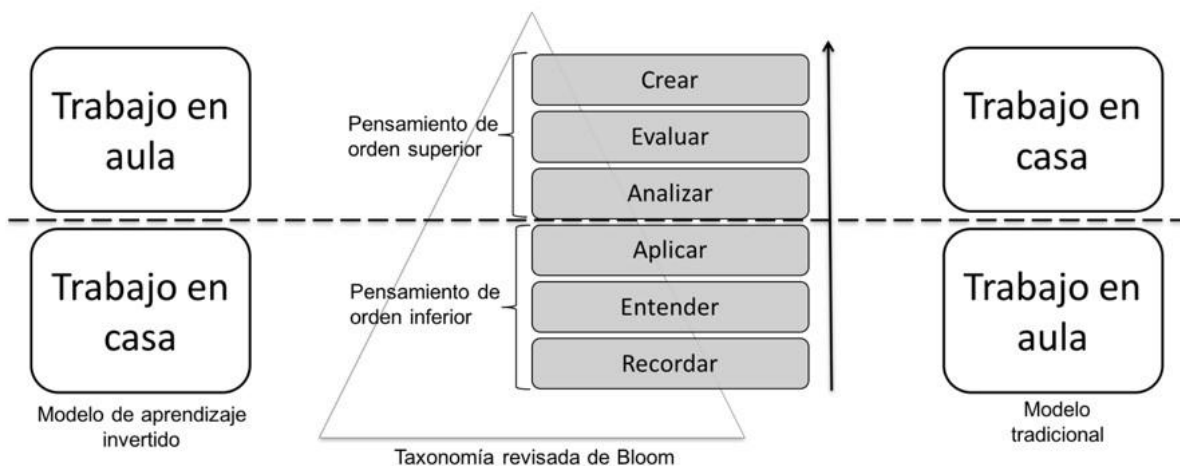 Trabajo en
aula
Trabajo en
casa
Modelo de aprendizaje
invertido
Pensamiento de
orden superior
Pensamiento de
orden inferior
Crear
Evaluar
Analizar
Aplicar
Entender
Recordar
Taxonomía revisada de Bloom
Trabajo en
casa
Trabajo en
aula
Modelo
tradicional